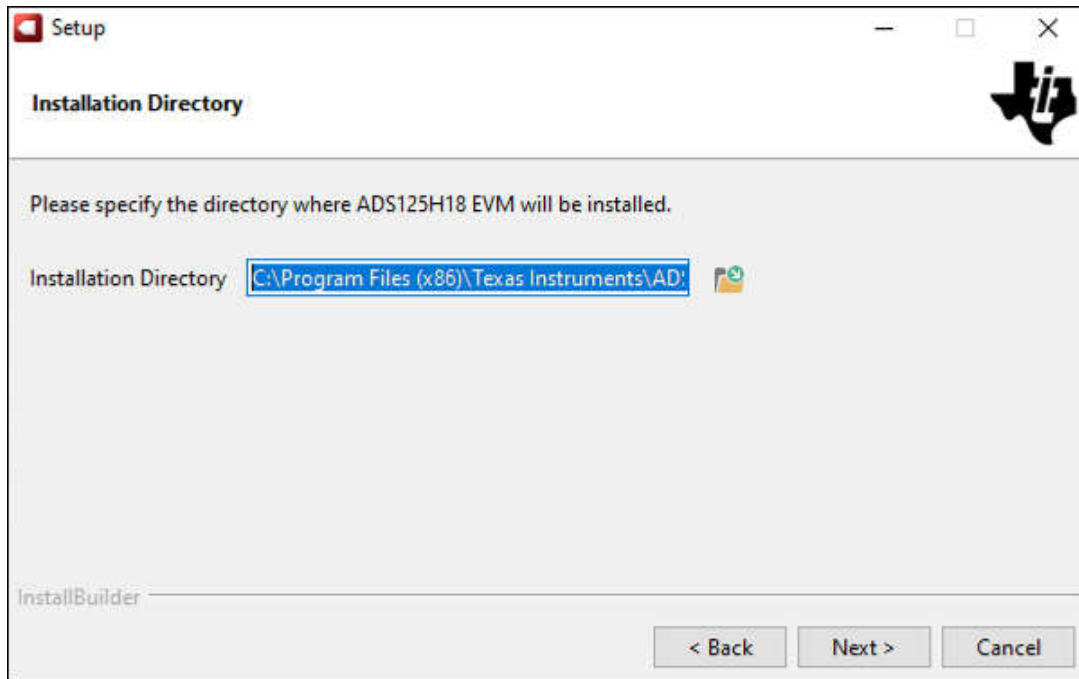 Setup
Installation Directory
Please specify the directory where ADS125H18 EVM will be installed.
Installation Directory C:\Program Files (x86)\Texas Instruments\AD
InstallBuilder
< Back Next > Cancel